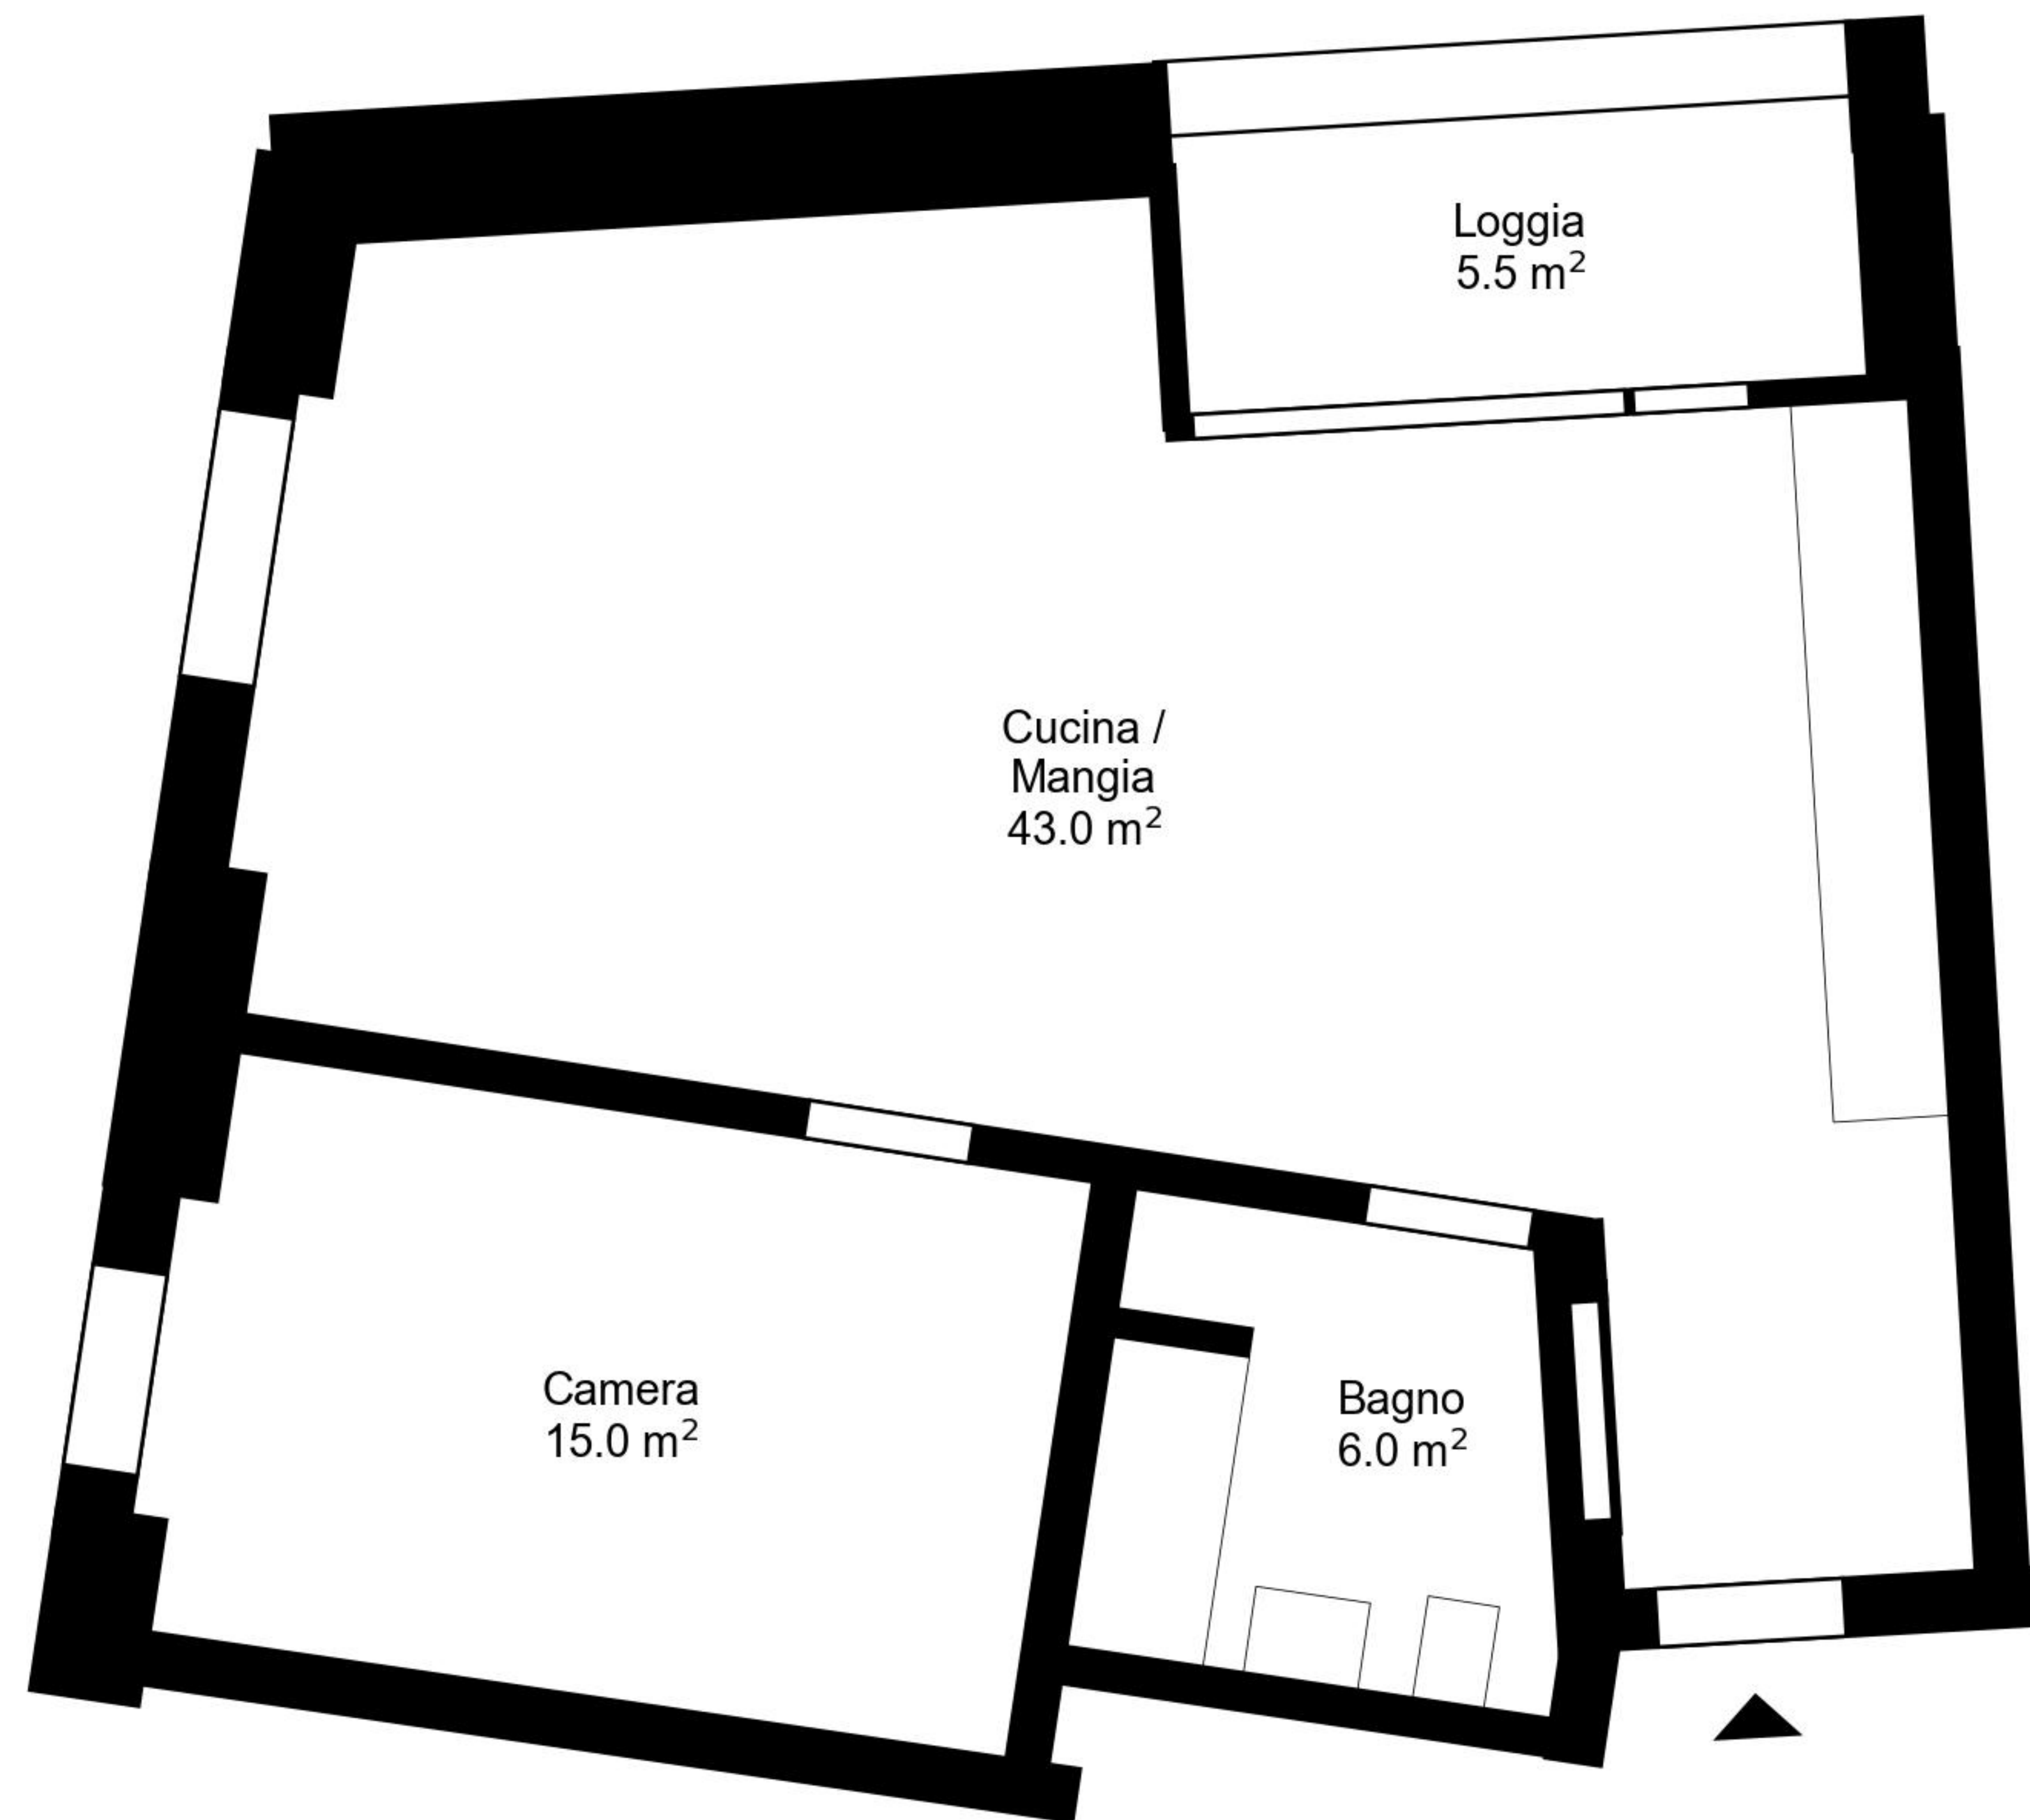 Loggia
5.5 m²
Cucina /
Mangia
43.0 m²
Camera
15.0 m²
Bagno
6.0 m²